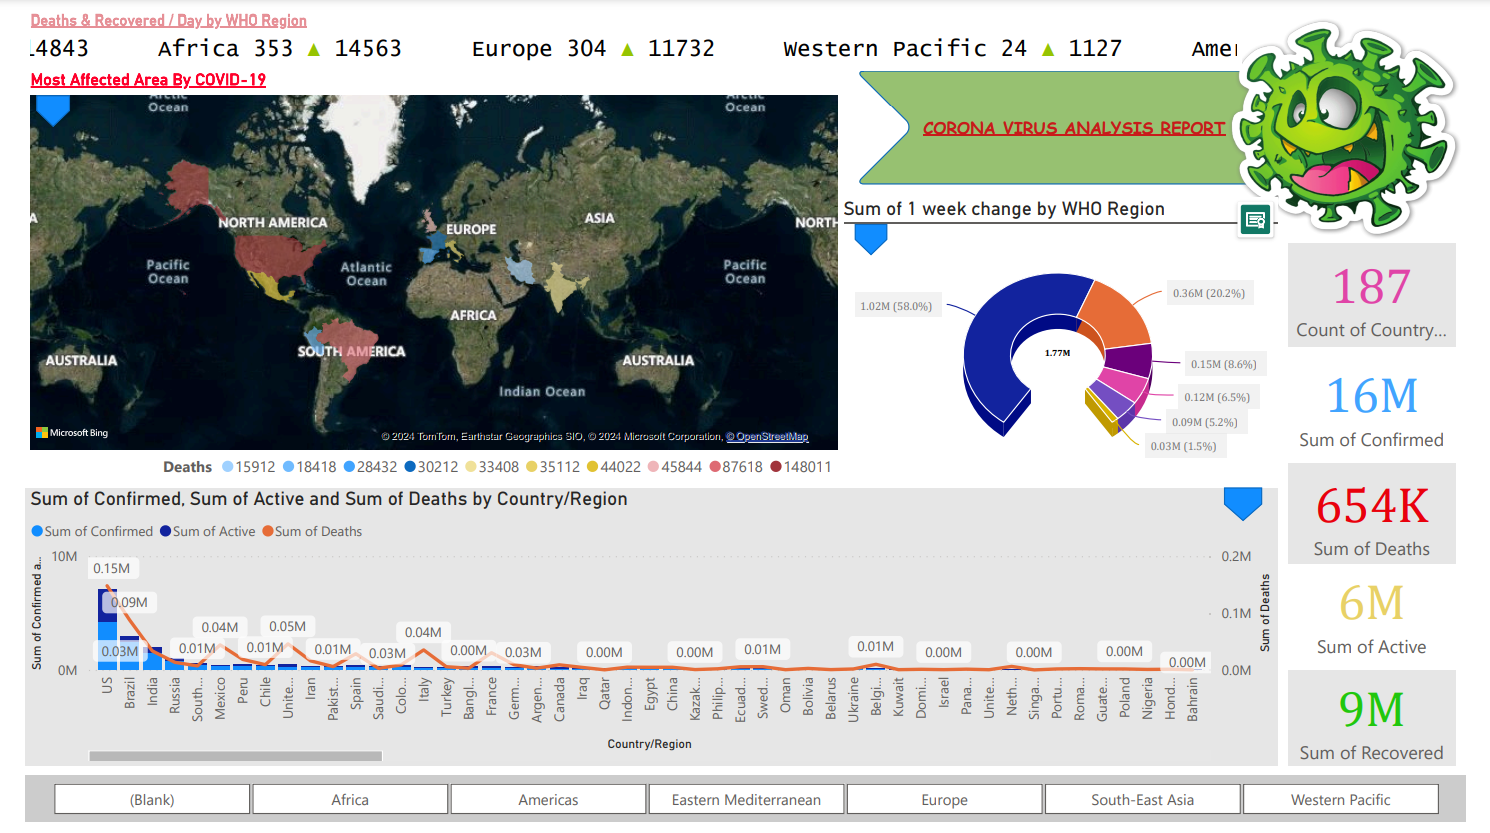 Deaths & Recovered / Day by WHO Region
14843 Africa 353 ▲ 14563 Europe 304 ▲ 11732 Western Pacific 24 ▲ 1127 Amer
Most Affected Area By COVID-19
Arctic Ocean
Arctic Ocean
NORTH AMERICA
EUROPE
ASIA
NORTH
Pacific Ocean
Atlantic Ocean
Pacific Ocean
AFRICA
SOUTH AMERICA
AUSTRALIA
AUSTRALIA
Indian Ocean
Microsoft Bing
© 2024 TomTom, Earthstar Geographics SIO, © 2024 Microsoft Corporation, © OpenStreetMap
Deaths 15912 18418 28432 30212 33408 35112 44022 45844 87618 148011
CORONA VIRUS ANALYSIS REPORT
Sum of 1 week change by WHO Region
1.02M (58.0%)
0.36M (20.2%)
1.77M
0.15M (8.6%)
0.12M (6.5%)
0.09M (5.2%)
0.03M (1.5%)
187
Count of Country...
16M
Sum of Confirmed
654K
Sum of Deaths
6M
Sum of Active
9M
Sum of Recovered
Sum of Confirmed, Sum of Active and Sum of Deaths by Country/Region
Sum of Confirmed Sum of Active Sum of Deaths
Sum of Confirmed a...
10M
0M
0.15M
0.09M
0.03M
0.01M
0.04M
0.01M
0.05M
0.01M
0.03M
0.04M
0.00M
0.03M
0.00M
0.00M
0.01M
0.01M
0.00M
0.00M
0.00M
0.00M
0.2M
0.1M
0.0M
Sum of Deaths
US
Brazil
India
Russia
South...
Mexico
Peru
Chile
Unite...
Iran
Pakist...
Spain
Saudi...
Colo...
Italy
Turkey
Bangl...
France
Germ...
Argen...
Canada
Iraq
Qatar
Indon...
Egypt
China
Kazak...
Philip...
Ecuad...
Swed...
Oman
Bolivia
Belarus
Ukraine
Belgi...
Kuwait
Domi...
Israel
Pana...
Unite...
Neth...
Singa...
Portu...
Roma...
Guate...
Poland
Nigeria
Hond...
Bahrain
Country/Region
(Blank) Africa Americas Eastern Mediterranean Europe South-East Asia Western Pacific